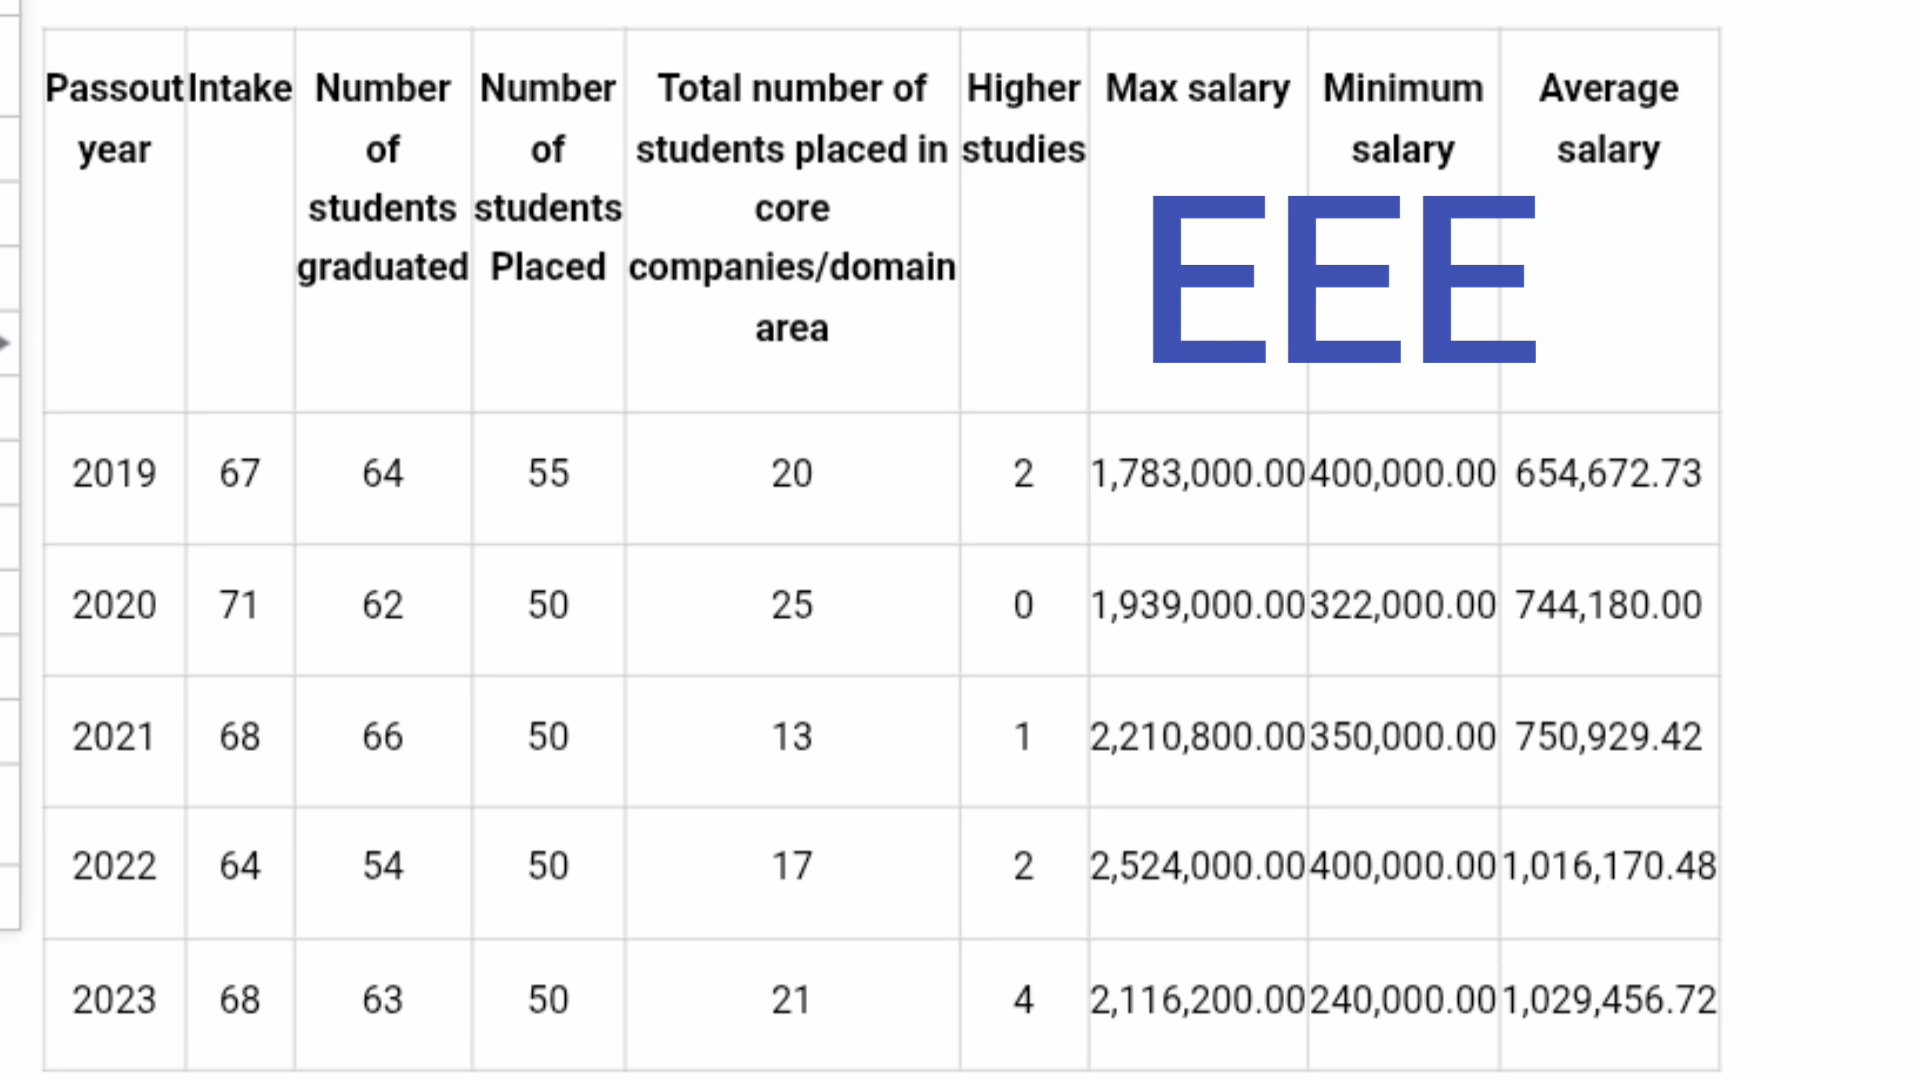 Passout year Intake Number of students graduated Number of students Placed Total number of students placed in core companies/domain area Higher studies Max salary Minimum salary Average salary
EEE
2019 67 64 55 20 2 1,783,000.00 400,000.00 654,672.73
2020 71 62 50 25 0 1,939,000.00 322,000.00 744,180.00
2021 68 66 50 13 1 2,210,800.00 350,000.00 750,929.42
2022 64 54 50 17 2 2,524,000.00 400,000.00 1,016,170.48
2023 68 63 50 21 4 2,116,200.00 240,000.00 1,029,456.72